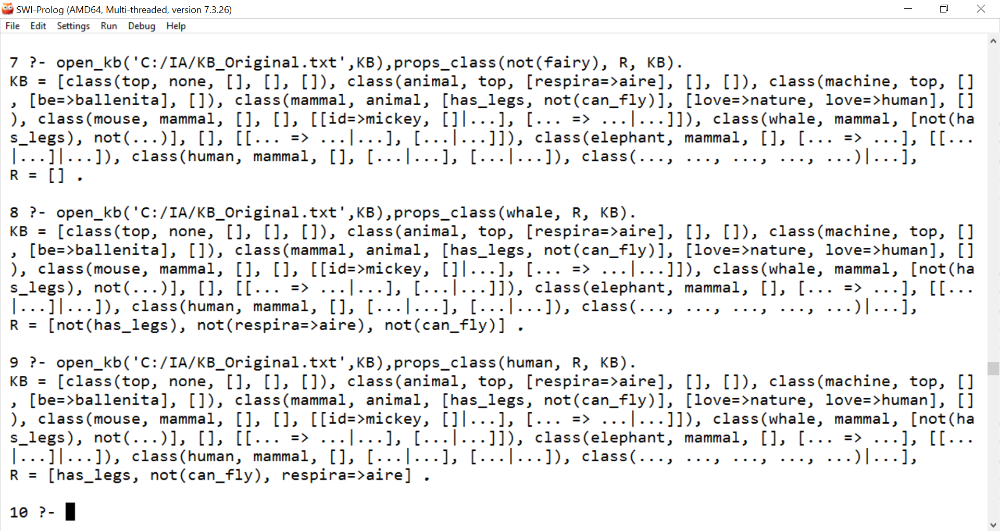 SWI-Prolog (AMD64, Multi-threaded, version 7.3.26)
File Edit Settings Run Debug Help
7 ?- open_kb('C:/IA/KB_Original.txt',KB),props_class(not(fairy), R, KB).
KB = [class(top, none, [], [], []), class(animal, top, [respira=>aire], [], []), class(machine, top, []
, [be=>ballenita], []), class(mammal, animal, [has_legs, not(can_fly)], [love=>nature, love=>human], []
), class(mouse, mammal, [], [], [[id=>mickey, []|...], [... => ...|...]]), class(whale, mammal, [not(ha
s_legs), not(...)], [], [[... => ...|...], [...|...]]), class(elephant, mammal, [], [... => ...], [[...
|...]|...]), class(human, mammal, [], [...|...], [...|...]), class(..., ..., ..., ..., ...)|...],
R = [] .
8 ?- open_kb('C:/IA/KB_Original.txt',KB),props_class(whale, R, KB).
KB = [class(top, none, [], [], []), class(animal, top, [respira=>aire], [], []), class(machine, top, []
, [be=>ballenita], []), class(mammal, animal, [has_legs, not(can_fly)], [love=>nature, love=>human], []
), class(mouse, mammal, [], [], [[id=>mickey, []|...], [... => ...|...]]), class(whale, mammal, [not(ha
s_legs), not(...)], [], [[... => ...|...], [...|...]]), class(elephant, mammal, [], [... => ...], [[...
|...]|...]), class(human, mammal, [], [...|...], [...|...]), class(..., ..., ..., ..., ...)|...],
R = [not(has_legs), not(respira=>aire), not(can_fly)] .
9 ?- open_kb('C:/IA/KB_Original.txt',KB),props_class(human, R, KB).
KB = [class(top, none, [], [], []), class(animal, top, [respira=>aire], [], []), class(machine, top, []
, [be=>ballenita], []), class(mammal, animal, [has_legs, not(can_fly)], [love=>nature, love=>human], []
), class(mouse, mammal, [], [], [[id=>mickey, []|...], [... => ...|...]]), class(whale, mammal, [not(ha
s_legs), not(...)], [], [[... => ...|...], [...|...]]), class(elephant, mammal, [], [... => ...], [[...
|...]|...]), class(human, mammal, [], [...|...], [...|...]), class(..., ..., ..., ..., ...)|...],
R = [has_legs, not(can_fly), respira=>aire] .
10 ?-